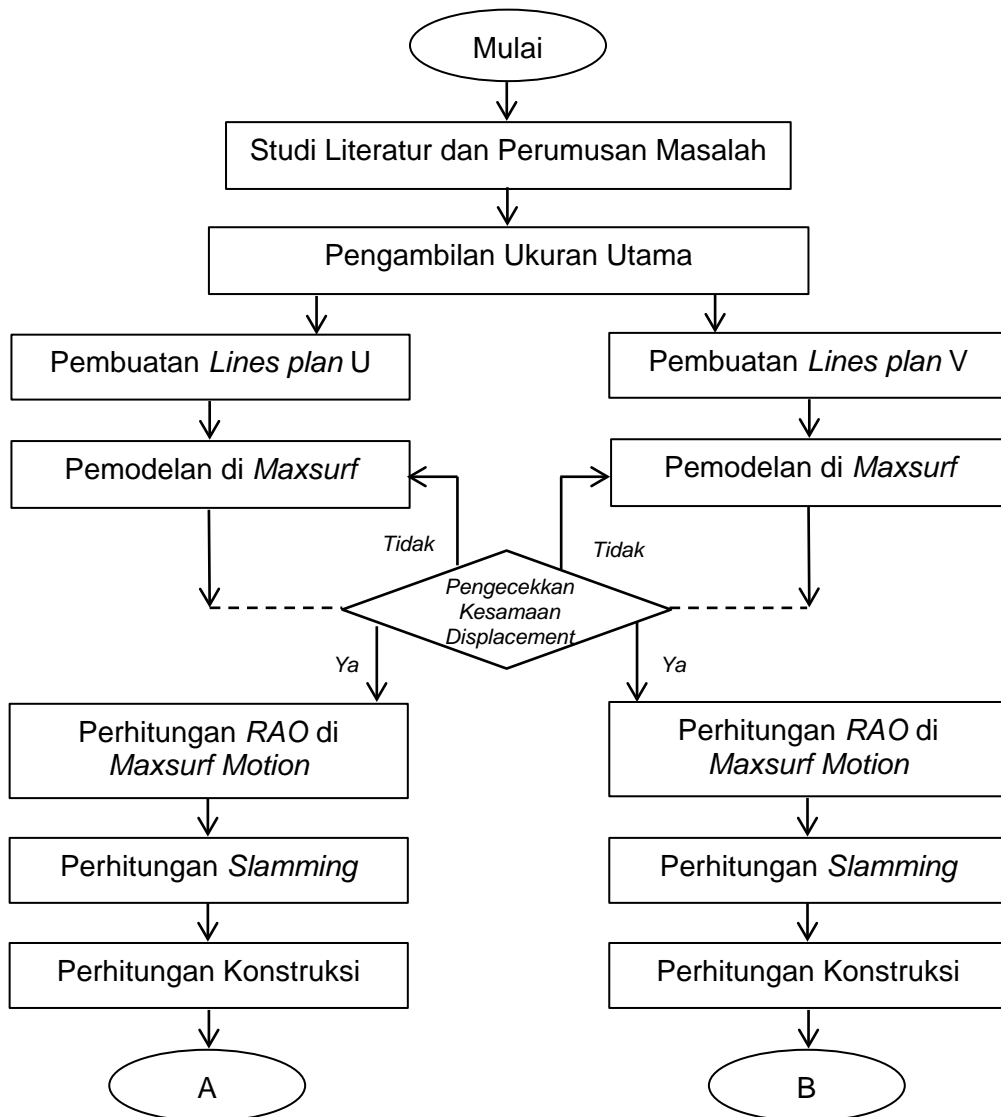 Mulai
Studi Literatur dan Perumusan Masalah
Pengambilan Ukuran Utama
Pembuatan Lines plan U
Pembuatan Lines plan V
Pemodelan di Maxsurf
Pemodelan di Maxsurf
Tidak
Tidak
Pengecekkan
Kesamaan
Displacement
Ya
Ya
Perhitungan RAO di
Maxsurf Motion
Perhitungan RAO di
Maxsurf Motion
Perhitungan Slamming
Perhitungan Slamming
Perhitungan Konstruksi
Perhitungan Konstruksi
A
B